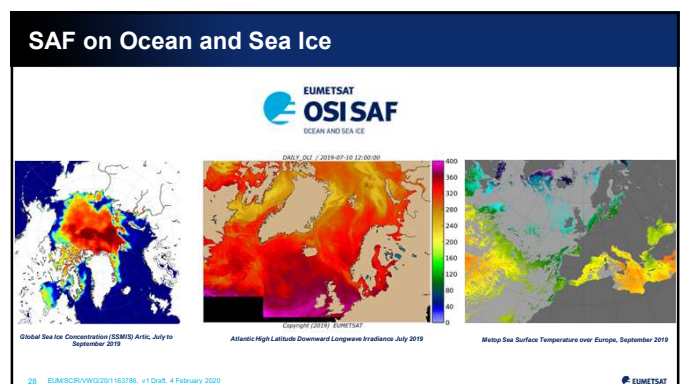 SAF on Ocean and Sea Ice
EUMETSAT
OSI SAF
OCEAN AND SEA ICE
DAILY_DLI / 2019-07-10 12:00:00
400
360
320
280
240
200
160
120
80
40
0
Copyright (2019) EUMETSAT
Global Sea Ice Concentration (SSMIS) Artic, July to
September 2019
Atlantic High Latitude Downward Longwave Irradiance July 2019
Metop Sea Surface Temperature over Europe, September 2019
28 EUM/SCIR/VWG/20/1163786, v1 Draft, 4 February 2020
EUMETSAT